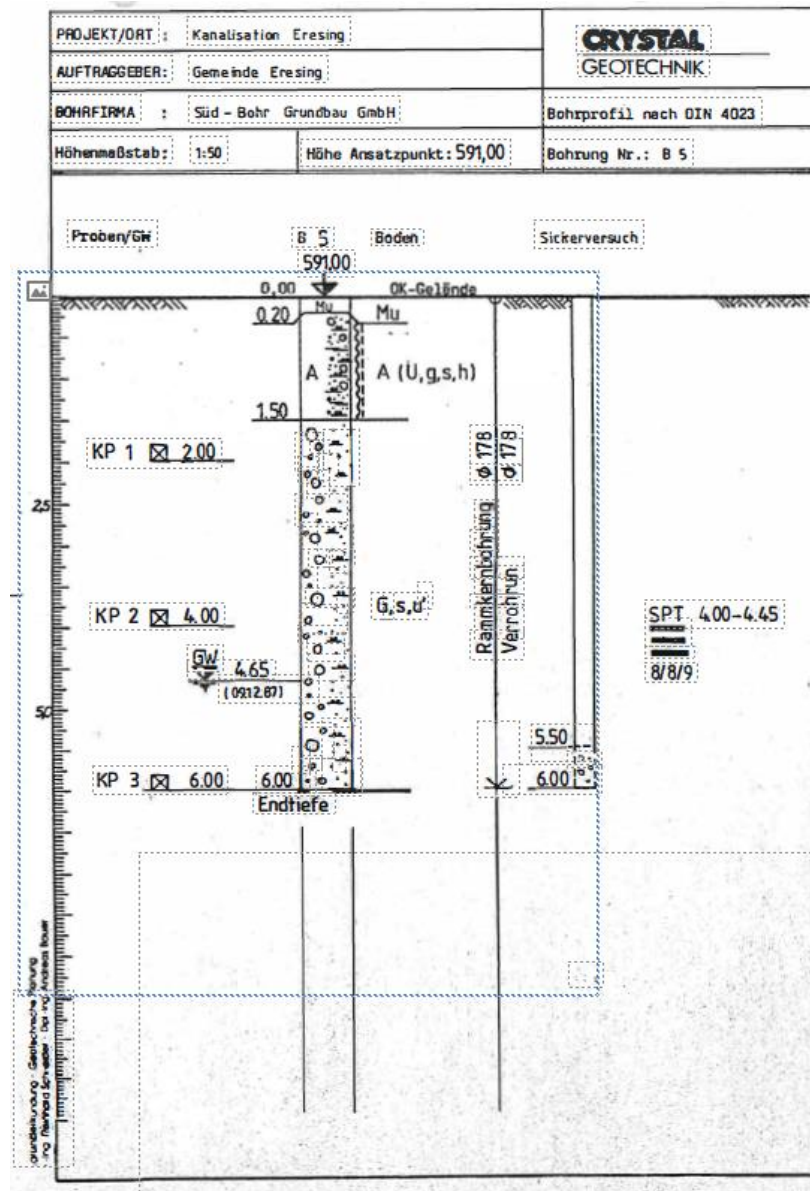 PROJEKT/ORT : Kanalisation Eresing
CRYSTAL
GEOTECHNIK
AUFTRAGGEBER: Gemeinde Eresing
BOHRFIRMA : Süd - Bohr Grundbau GmbH
Bohrprofil nach DIN 4023
Höhenmaßstab: 1:50
Höhe Ansatzpunkt: 591,00
Bohrung Nr.: B 5
Proben/GW
B 5
Boden
Sickerversuch
591.00
0,00
OK-Gelände
Mu
0.20
Mu
A
A (U,g,s,h)
1.50
KP 1 2.00
ϕ 178
ϕ 178
2,5
Rammkernbohrung
Verrohrun
KP 2 4.00
G,s,u'
SPT 4.00-4.45
GW 4.65
(09.12.87)
8/8/9
5,0
5.50
KP 3 6.00
6.00
6.00
Endtiefe
Geotechnische
Andreas Bauer